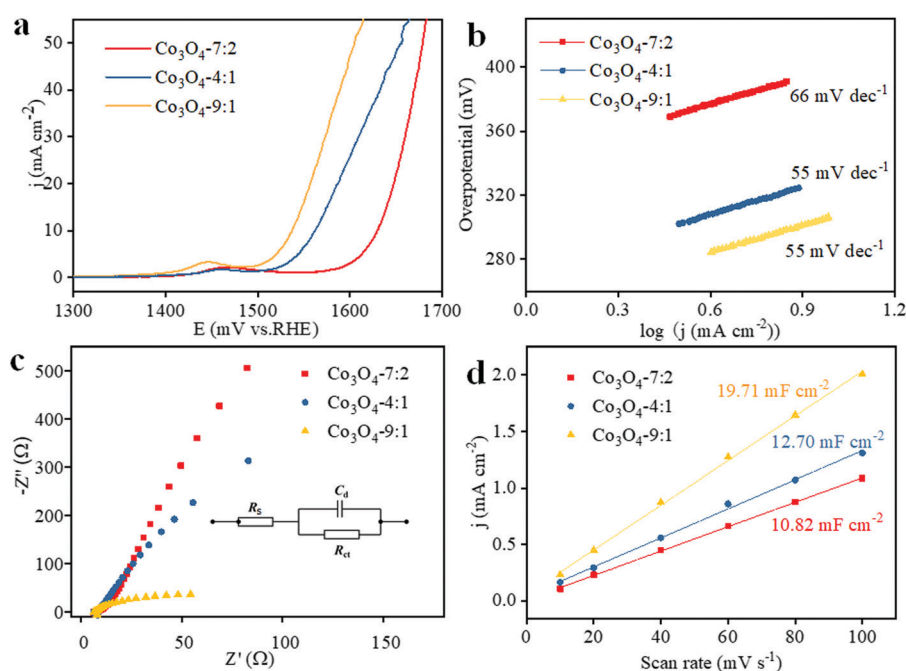 a
Co₃O₄-7:2
Co₃O₄-4:1
Co₃O₄-9:1
50
40
30
20
10
0
j (mA cm⁻²)
1300
1400
1500
1600
1700
E (mV vs.RHE)
b
Co₃O₄-7:2
Co₃O₄-4:1
Co₃O₄-9:1
66 mV dec⁻¹
55 mV dec⁻¹
55 mV dec⁻¹
400
360
320
280
Overpotential (mV)
0.0
0.3
0.6
0.9
1.2
log (j (mA cm⁻²))
c
Co₃O₄-7:2
Co₃O₄-4:1
Co₃O₄-9:1
500
400
300
200
100
0
-Z″ (Ω)
Rs
Cd
Rct
0
50
100
150
Z′ (Ω)
d
Co₃O₄-7:2
Co₃O₄-4:1
Co₃O₄-9:1
19.71 mF cm⁻²
12.70 mF cm⁻²
10.82 mF cm⁻²
2.0
1.5
1.0
0.5
0.0
j (mA cm⁻²)
20
40
60
80
100
Scan rate (mV s⁻¹)